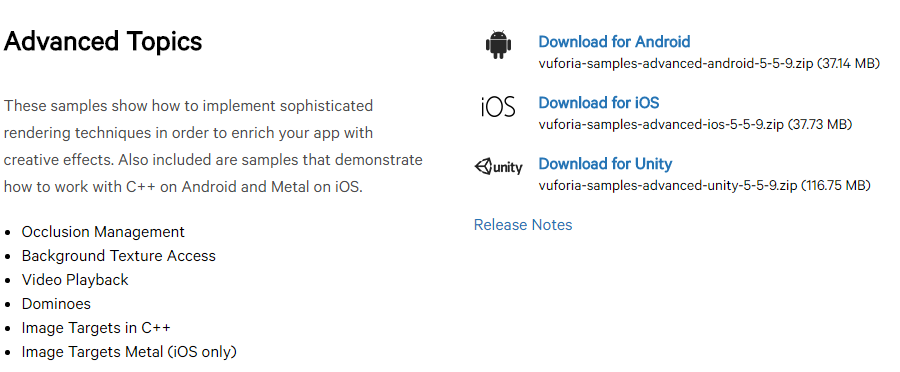 Advanced Topics
These samples show how to implement sophisticated
rendering techniques in order to enrich your app with
creative effects. Also included are samples that demonstrate
how to work with C++ on Android and Metal on iOS.
• Occlusion Management
• Background Texture Access
• Video Playback
• Dominoes
• Image Targets in C++
• Image Targets Metal (iOS only)
Download for Android
vuforia-samples-advanced-android-5-5-9.zip (37.14 MB)
iOS
Download for iOS
vuforia-samples-advanced-ios-5-5-9.zip (37.73 MB)
unity
Download for Unity
vuforia-samples-advanced-unity-5-5-9.zip (116.75 MB)
Release Notes